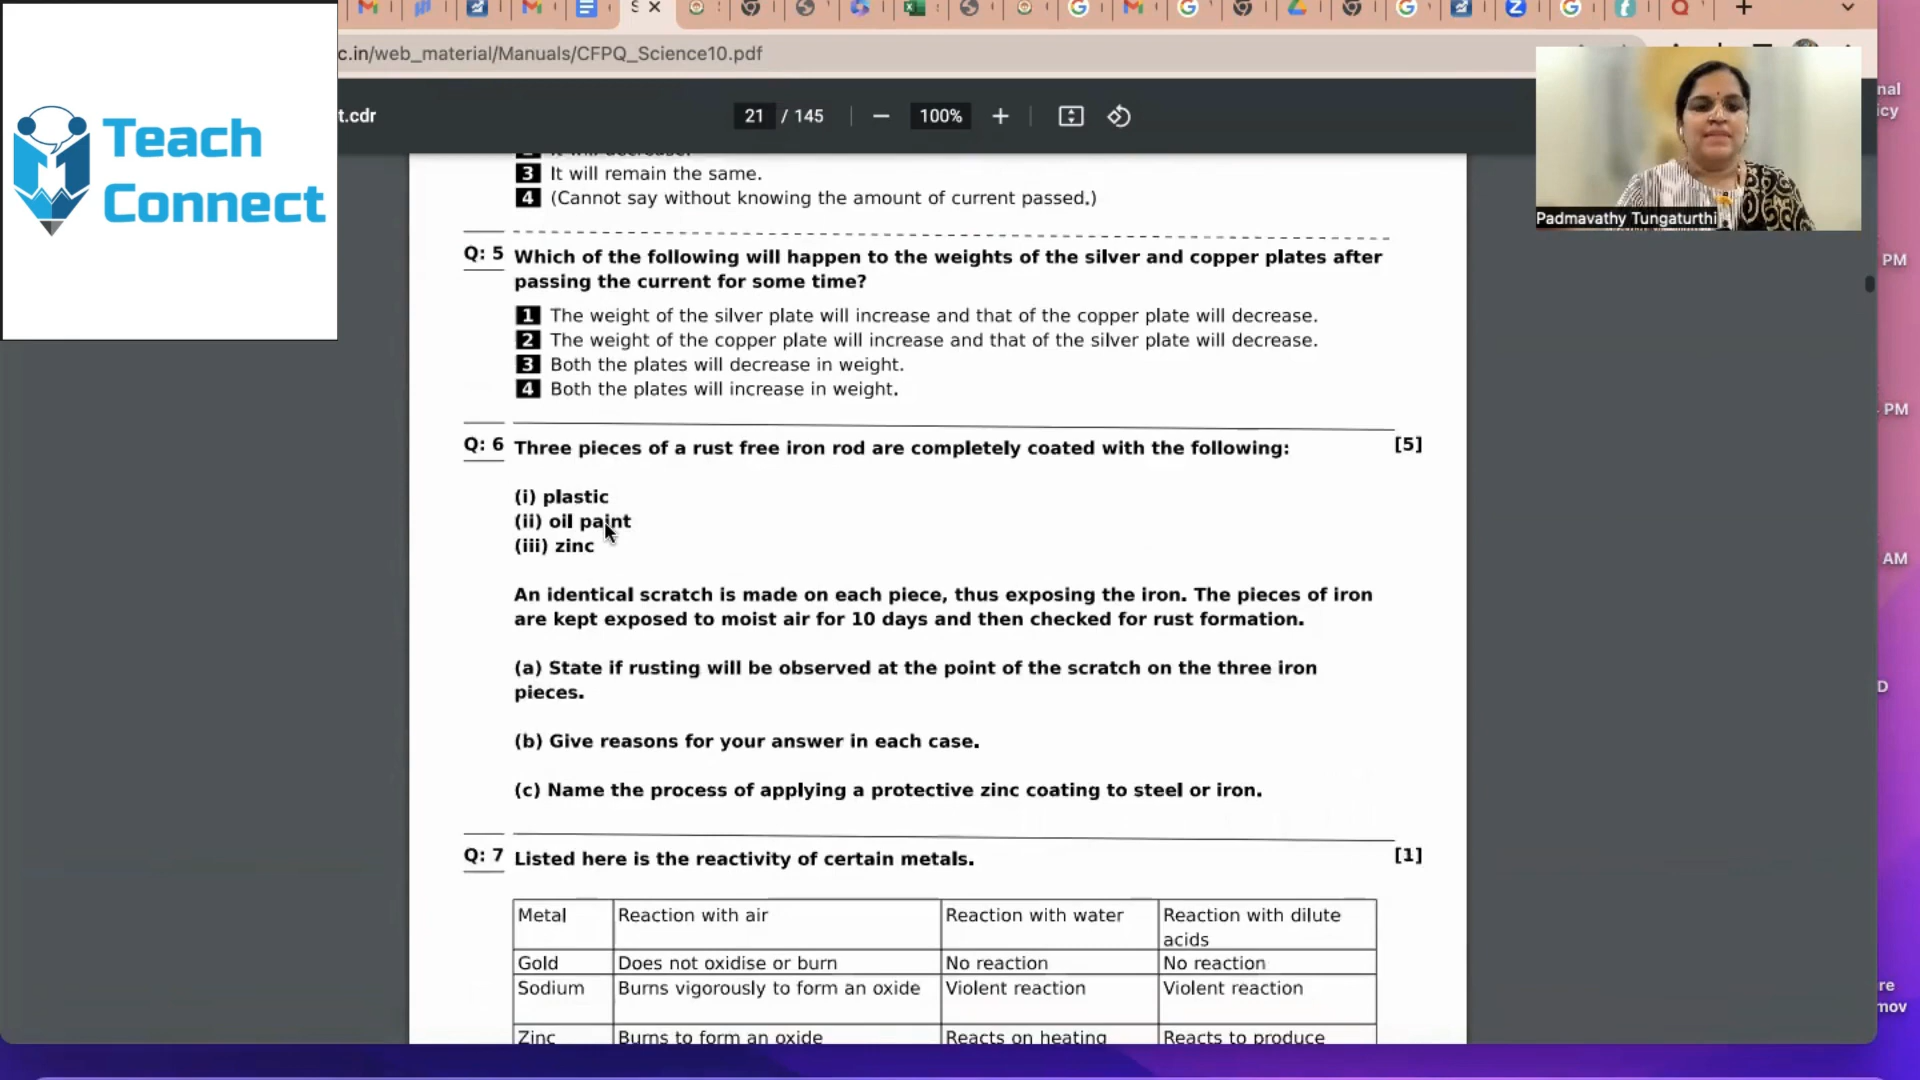 c.in/web_material/Manuals/CFPQ_Science10.pdf
t.cdr
21 / 145
100%
Teach
Connect
Padmavathy Tungaturthi
3 It will remain the same.
4 (Cannot say without knowing the amount of current passed.)
Q: 5 Which of the following will happen to the weights of the silver and copper plates after
passing the current for some time?
1 The weight of the silver plate will increase and that of the copper plate will decrease.
2 The weight of the copper plate will increase and that of the silver plate will decrease.
3 Both the plates will decrease in weight.
4 Both the plates will increase in weight.
Q: 6 Three pieces of a rust free iron rod are completely coated with the following: [5]
(i) plastic
(ii) oil paint
(iii) zinc
An identical scratch is made on each piece, thus exposing the iron. The pieces of iron
are kept exposed to moist air for 10 days and then checked for rust formation.
(a) State if rusting will be observed at the point of the scratch on the three iron
pieces.
(b) Give reasons for your answer in each case.
(c) Name the process of applying a protective zinc coating to steel or iron.
Q: 7 Listed here is the reactivity of certain metals. [1]
Metal Reaction with air Reaction with water Reaction with dilute
acids
Gold Does not oxidise or burn No reaction No reaction
Sodium Burns vigorously to form an oxide Violent reaction Violent reaction
Zinc Burns to form an oxide Reacts on heating Reacts to produce
nal
icy
PM
PM
AM
D
re
mov